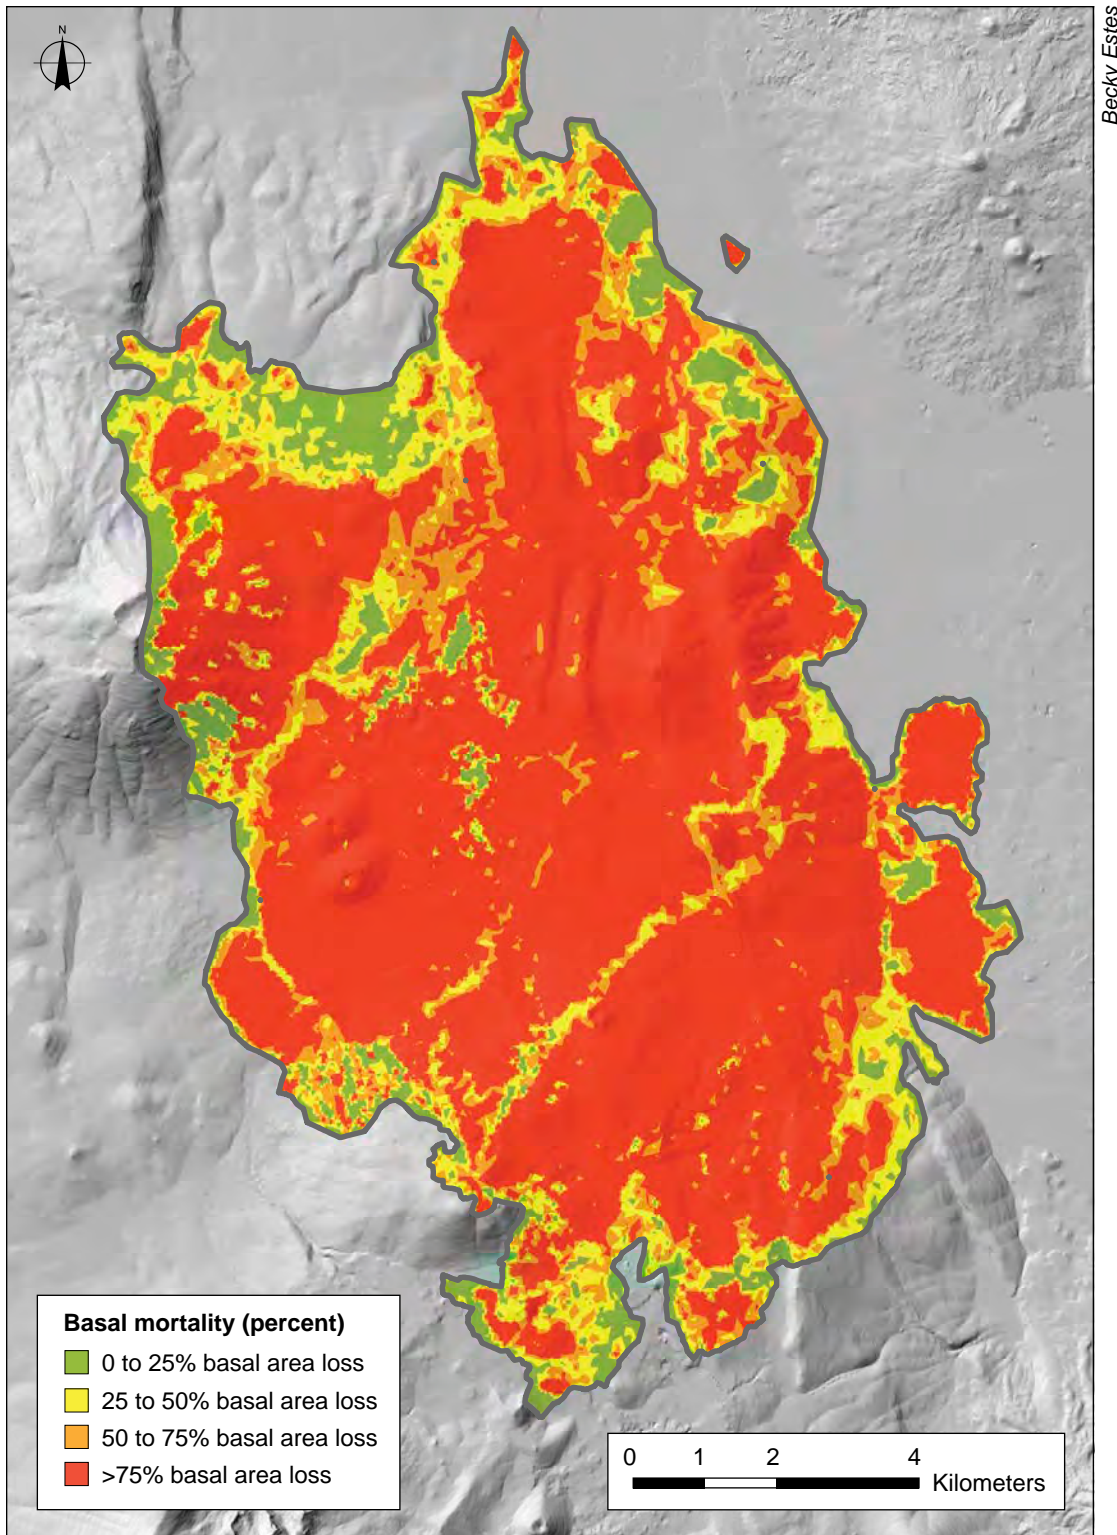 Becky Estes
N
Basal mortality (percent)
0 to 25% basal area loss
25 to 50% basal area loss
50 to 75% basal area loss
>75% basal area loss
0 1 2 4
Kilometers